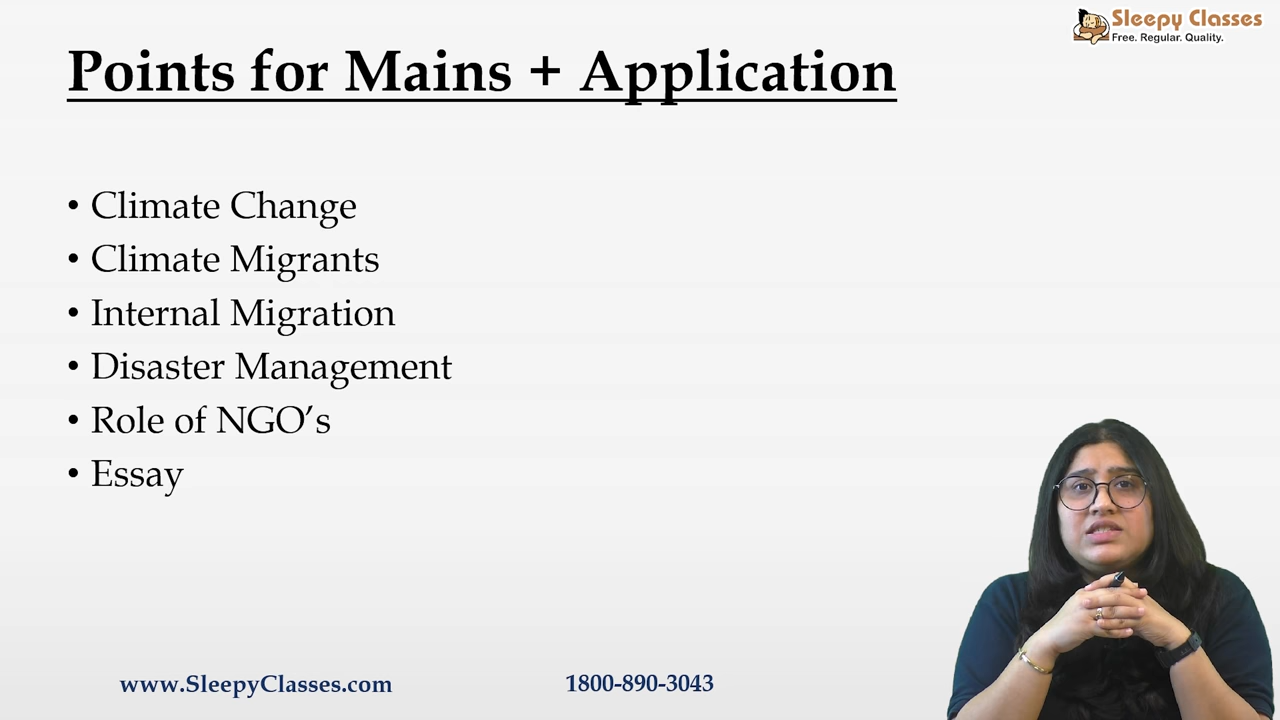 Sleepy Classes
Free. Regular. Quality.
Points for Mains + Application
• Climate Change
• Climate Migrants
• Internal Migration
• Disaster Management
• Role of NGO’s
• Essay
www.SleepyClasses.com
1800-890-3043